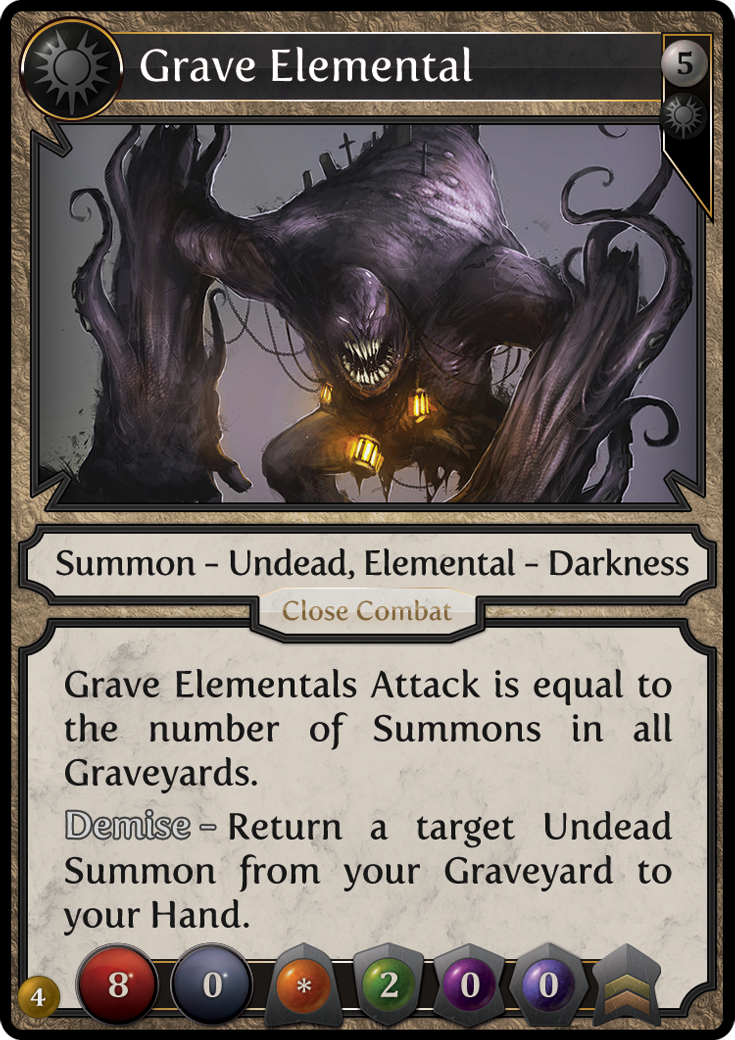 Grave Elemental
5
Summon – Undead, Elemental – Darkness
Close Combat
Grave Elementals Attack is equal to
the number of Summons in all
Graveyards.
Demise – Return a target Undead
Summon from your Graveyard to
your Hand.
4 8* 0* * 2 0 0